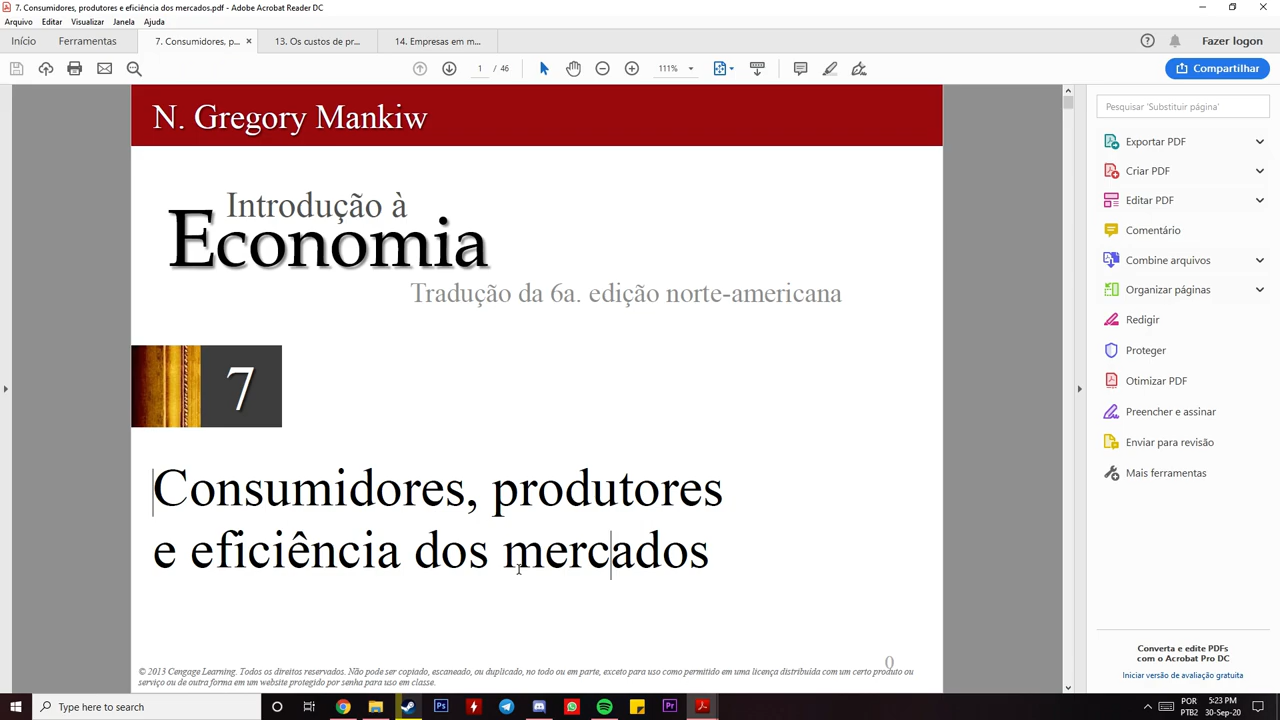 7. Consumidores, produtores e eficiência dos mercados.pdf - Adobe Acrobat Reader DC
Arquivo Editar Visualizar Janela Ajuda
Início Ferramentas 7. Consumidores, p... × 13. Os custos de pr... 14. Empresas em m... Fazer logon
1 / 46 111% Compartilhar
N. Gregory Mankiw
Introdução à
Economia
Tradução da 6a. edição norte-americana
7
Consumidores, produtores
e eficiência dos mercados
0
© 2013 Cengage Learning. Todos os direitos reservados. Não pode ser copiado, escaneado, ou duplicado, no todo ou em parte, exceto para uso como permitido em uma licença distribuída com um certo produto ou
serviço ou de outra forma em um website protegido por senha para uso em classe.
Pesquisar 'Substituir página'
Exportar PDF
Criar PDF
Editar PDF
Comentário
Combine arquivos
Organizar páginas
Redigir
Proteger
Otimizar PDF
Preencher e assinar
Enviar para revisão
Mais ferramentas
Converta e edite PDFs
com o Acrobat Pro DC
Iniciar versão de avaliação gratuita
Type here to search
Ps
Pr
POR
PTB2
5:23 PM
30-Sep-20